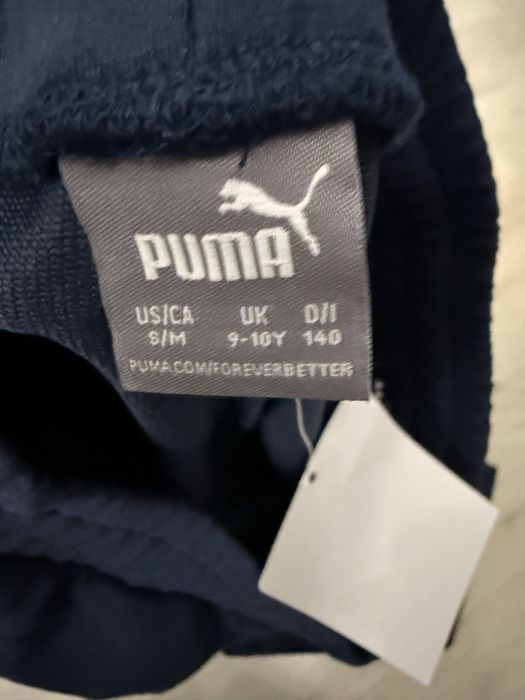 PUMA
US/CA UK D/I
S/M 9-10Y 140
PUMA.COM/FOREVERBETTER